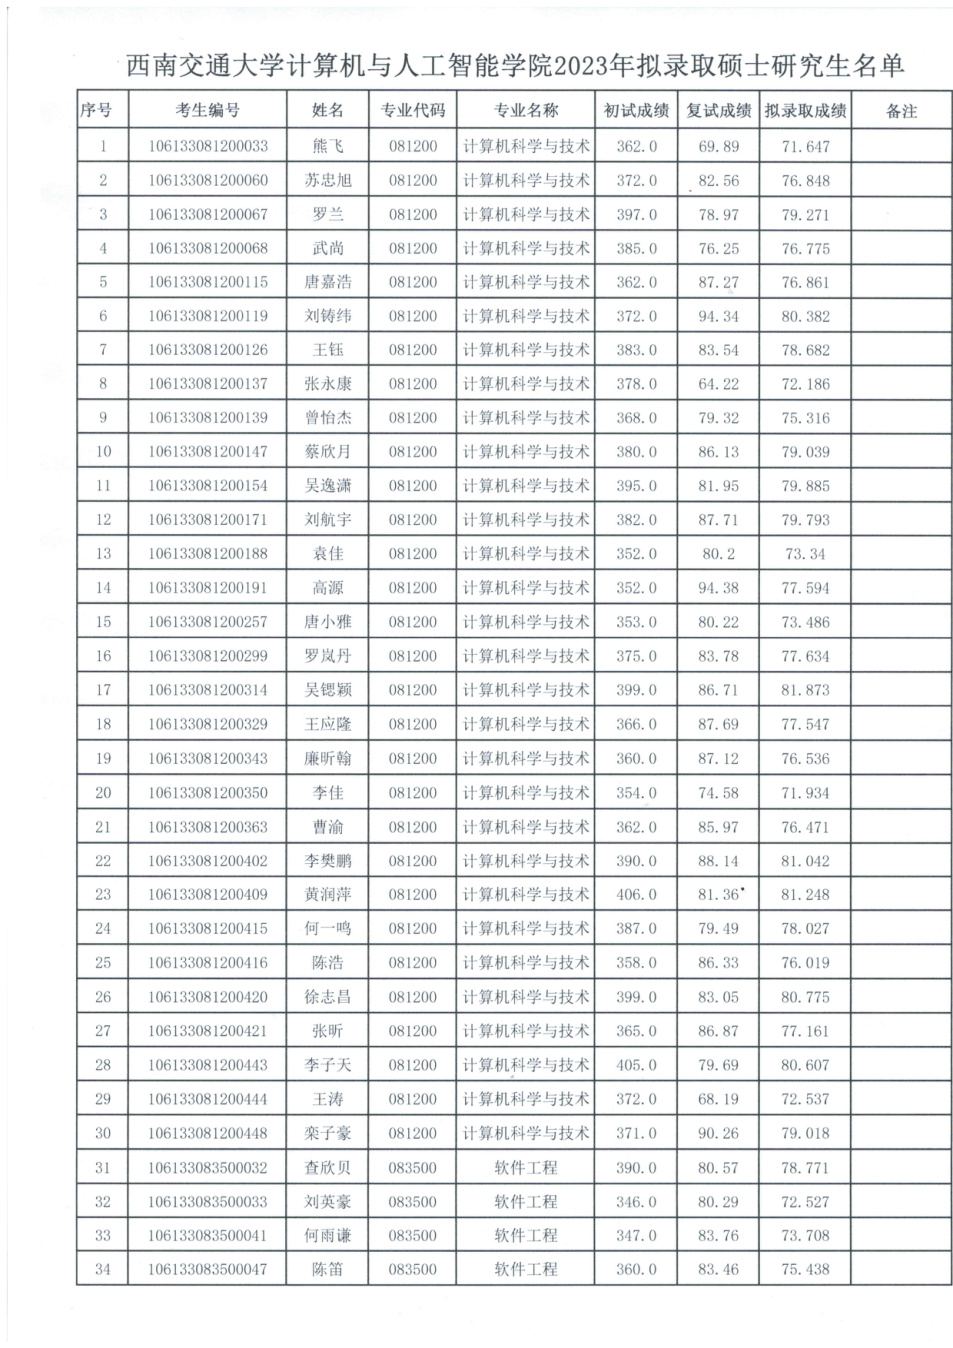 西南交通大学计算机与人工智能学院2023年拟录取硕士研究生名单
序号 考生编号 姓名 专业代码 专业名称 初试成绩 复试成绩 拟录取成绩 备注
1 106133081200033 熊飞 081200 计算机科学与技术 362.0 69.89 71.647
2 106133081200060 苏忠旭 081200 计算机科学与技术 372.0 82.56 76.848
3 106133081200067 罗兰 081200 计算机科学与技术 397.0 78.97 79.271
4 106133081200068 武尚 081200 计算机科学与技术 385.0 76.25 76.775
5 106133081200115 唐嘉浩 081200 计算机科学与技术 362.0 87.27 76.861
6 106133081200119 刘铸纬 081200 计算机科学与技术 372.0 94.34 80.382
7 106133081200126 王钰 081200 计算机科学与技术 383.0 83.54 78.682
8 106133081200137 张永康 081200 计算机科学与技术 378.0 64.22 72.186
9 106133081200139 曾怡杰 081200 计算机科学与技术 368.0 79.32 75.316
10 106133081200147 蔡欣月 081200 计算机科学与技术 380.0 86.13 79.039
11 106133081200154 吴逸潇 081200 计算机科学与技术 395.0 81.95 79.885
12 106133081200171 刘航宇 081200 计算机科学与技术 382.0 87.71 79.793
13 106133081200188 袁佳 081200 计算机科学与技术 352.0 80.2 73.34
14 106133081200191 高源 081200 计算机科学与技术 352.0 94.38 77.594
15 106133081200257 唐小雅 081200 计算机科学与技术 353.0 80.22 73.486
16 106133081200299 罗岚丹 081200 计算机科学与技术 375.0 83.78 77.634
17 106133081200314 吴锶颖 081200 计算机科学与技术 399.0 86.71 81.873
18 106133081200329 王应隆 081200 计算机科学与技术 366.0 87.69 77.547
19 106133081200343 廉昕翰 081200 计算机科学与技术 360.0 87.12 76.536
20 106133081200350 李佳 081200 计算机科学与技术 354.0 74.58 71.934
21 106133081200363 曹渝 081200 计算机科学与技术 362.0 85.97 76.471
22 106133081200402 李樊鹏 081200 计算机科学与技术 390.0 88.14 81.042
23 106133081200409 黄润萍 081200 计算机科学与技术 406.0 81.36 81.248
24 106133081200415 何一鸣 081200 计算机科学与技术 387.0 79.49 78.027
25 106133081200416 陈浩 081200 计算机科学与技术 358.0 86.33 76.019
26 106133081200420 徐志昌 081200 计算机科学与技术 399.0 83.05 80.775
27 106133081200421 张昕 081200 计算机科学与技术 365.0 86.87 77.161
28 106133081200443 李子天 081200 计算机科学与技术 405.0 79.69 80.607
29 106133081200444 王涛 081200 计算机科学与技术 372.0 68.19 72.537
30 106133081200448 栾子豪 081200 计算机科学与技术 371.0 90.26 79.018
31 106133083500032 查欣贝 083500 软件工程 390.0 80.57 78.771
32 106133083500033 刘英豪 083500 软件工程 346.0 80.29 72.527
33 106133083500041 何雨谦 083500 软件工程 347.0 83.76 73.708
34 106133083500047 陈笛 083500 软件工程 360.0 83.46 75.438